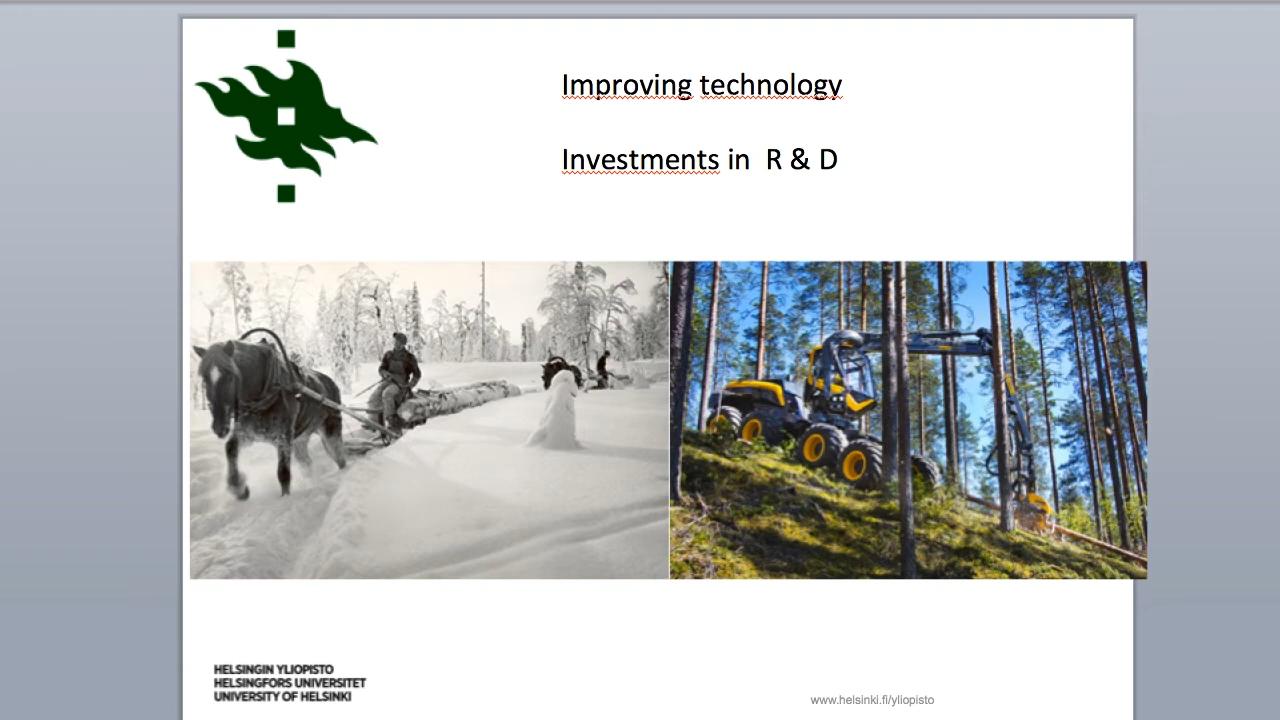 Improving technology
Investments in R & D
HELSINGIN YLIOPISTO
HELSINGFORS UNIVERSITET
UNIVERSITY OF HELSINKI
www.helsinki.fi/yliopisto